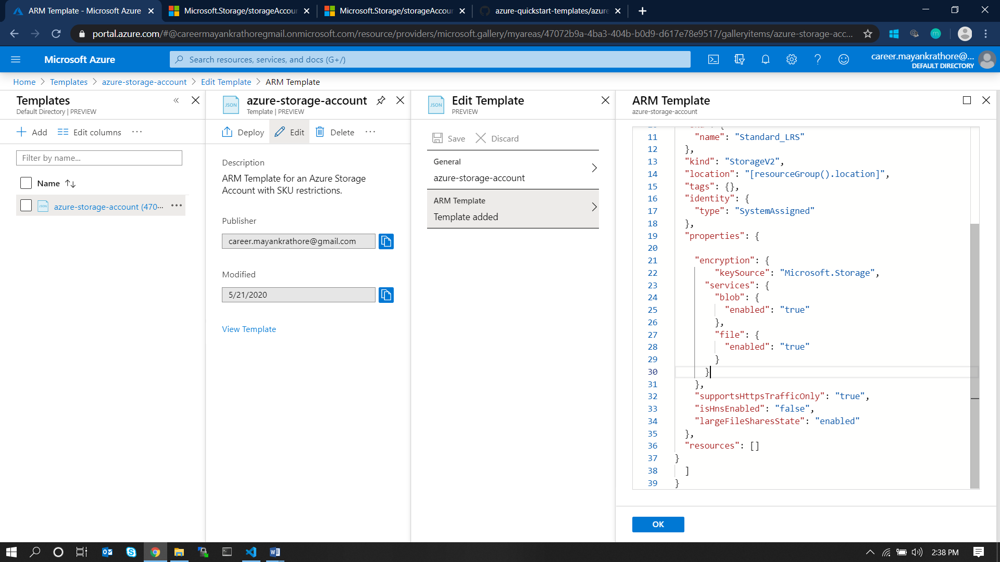 ARM Template - Microsoft Azure
Microsoft.Storage/storageAccoun
Microsoft.Storage/storageAccoun
azure-quickstart-templates/azure
portal.azure.com/#@careermayankrathoregmail.onmicrosoft.com/resource/providers/microsoft.gallery/myareas/47072b9a-4ba3-404b-b0d9-d617e78e9517/galleryitems/azure-storage-acc...
m
Microsoft Azure
Search resources, services, and docs (G+/)
career.mayankrathore@...
DEFAULT DIRECTORY
Home > Templates > azure-storage-account > Edit Template > ARM Template
Templates
Default Directory | PREVIEW
Add
Edit columns
Filter by name...
Name
JSON
azure-storage-account (470...
JSON
azure-storage-account
Template | PREVIEW
Deploy
Edit
Delete
Description
ARM Template for an Azure Storage
Account with SKU restrictions.
Publisher
career.mayankrathore@gmail.com
Modified
5/21/2020
View Template
JSON
Edit Template
PREVIEW
Save
Discard
General
azure-storage-account
ARM Template
Template added
ARM Template
azure-storage-account
11 "name": "Standard_LRS"
12 },
13 "kind": "StorageV2",
14 "location": "[resourceGroup().location]",
15 "tags": {},
16 "identity": {
17 "type": "SystemAssigned"
18 },
19 "properties": {
20
21 "encryption": {
22 "keySource": "Microsoft.Storage",
23 "services": {
24 "blob": {
25 "enabled": "true"
26 },
27 "file": {
28 "enabled": "true"
29 }
30 }
31 },
32 "supportsHttpsTrafficOnly": "true",
33 "isHnsEnabled": "false",
34 "largeFileSharesState": "enabled"
35 },
36 "resources": []
37 }
38 ]
39 }
OK
2:38 PM